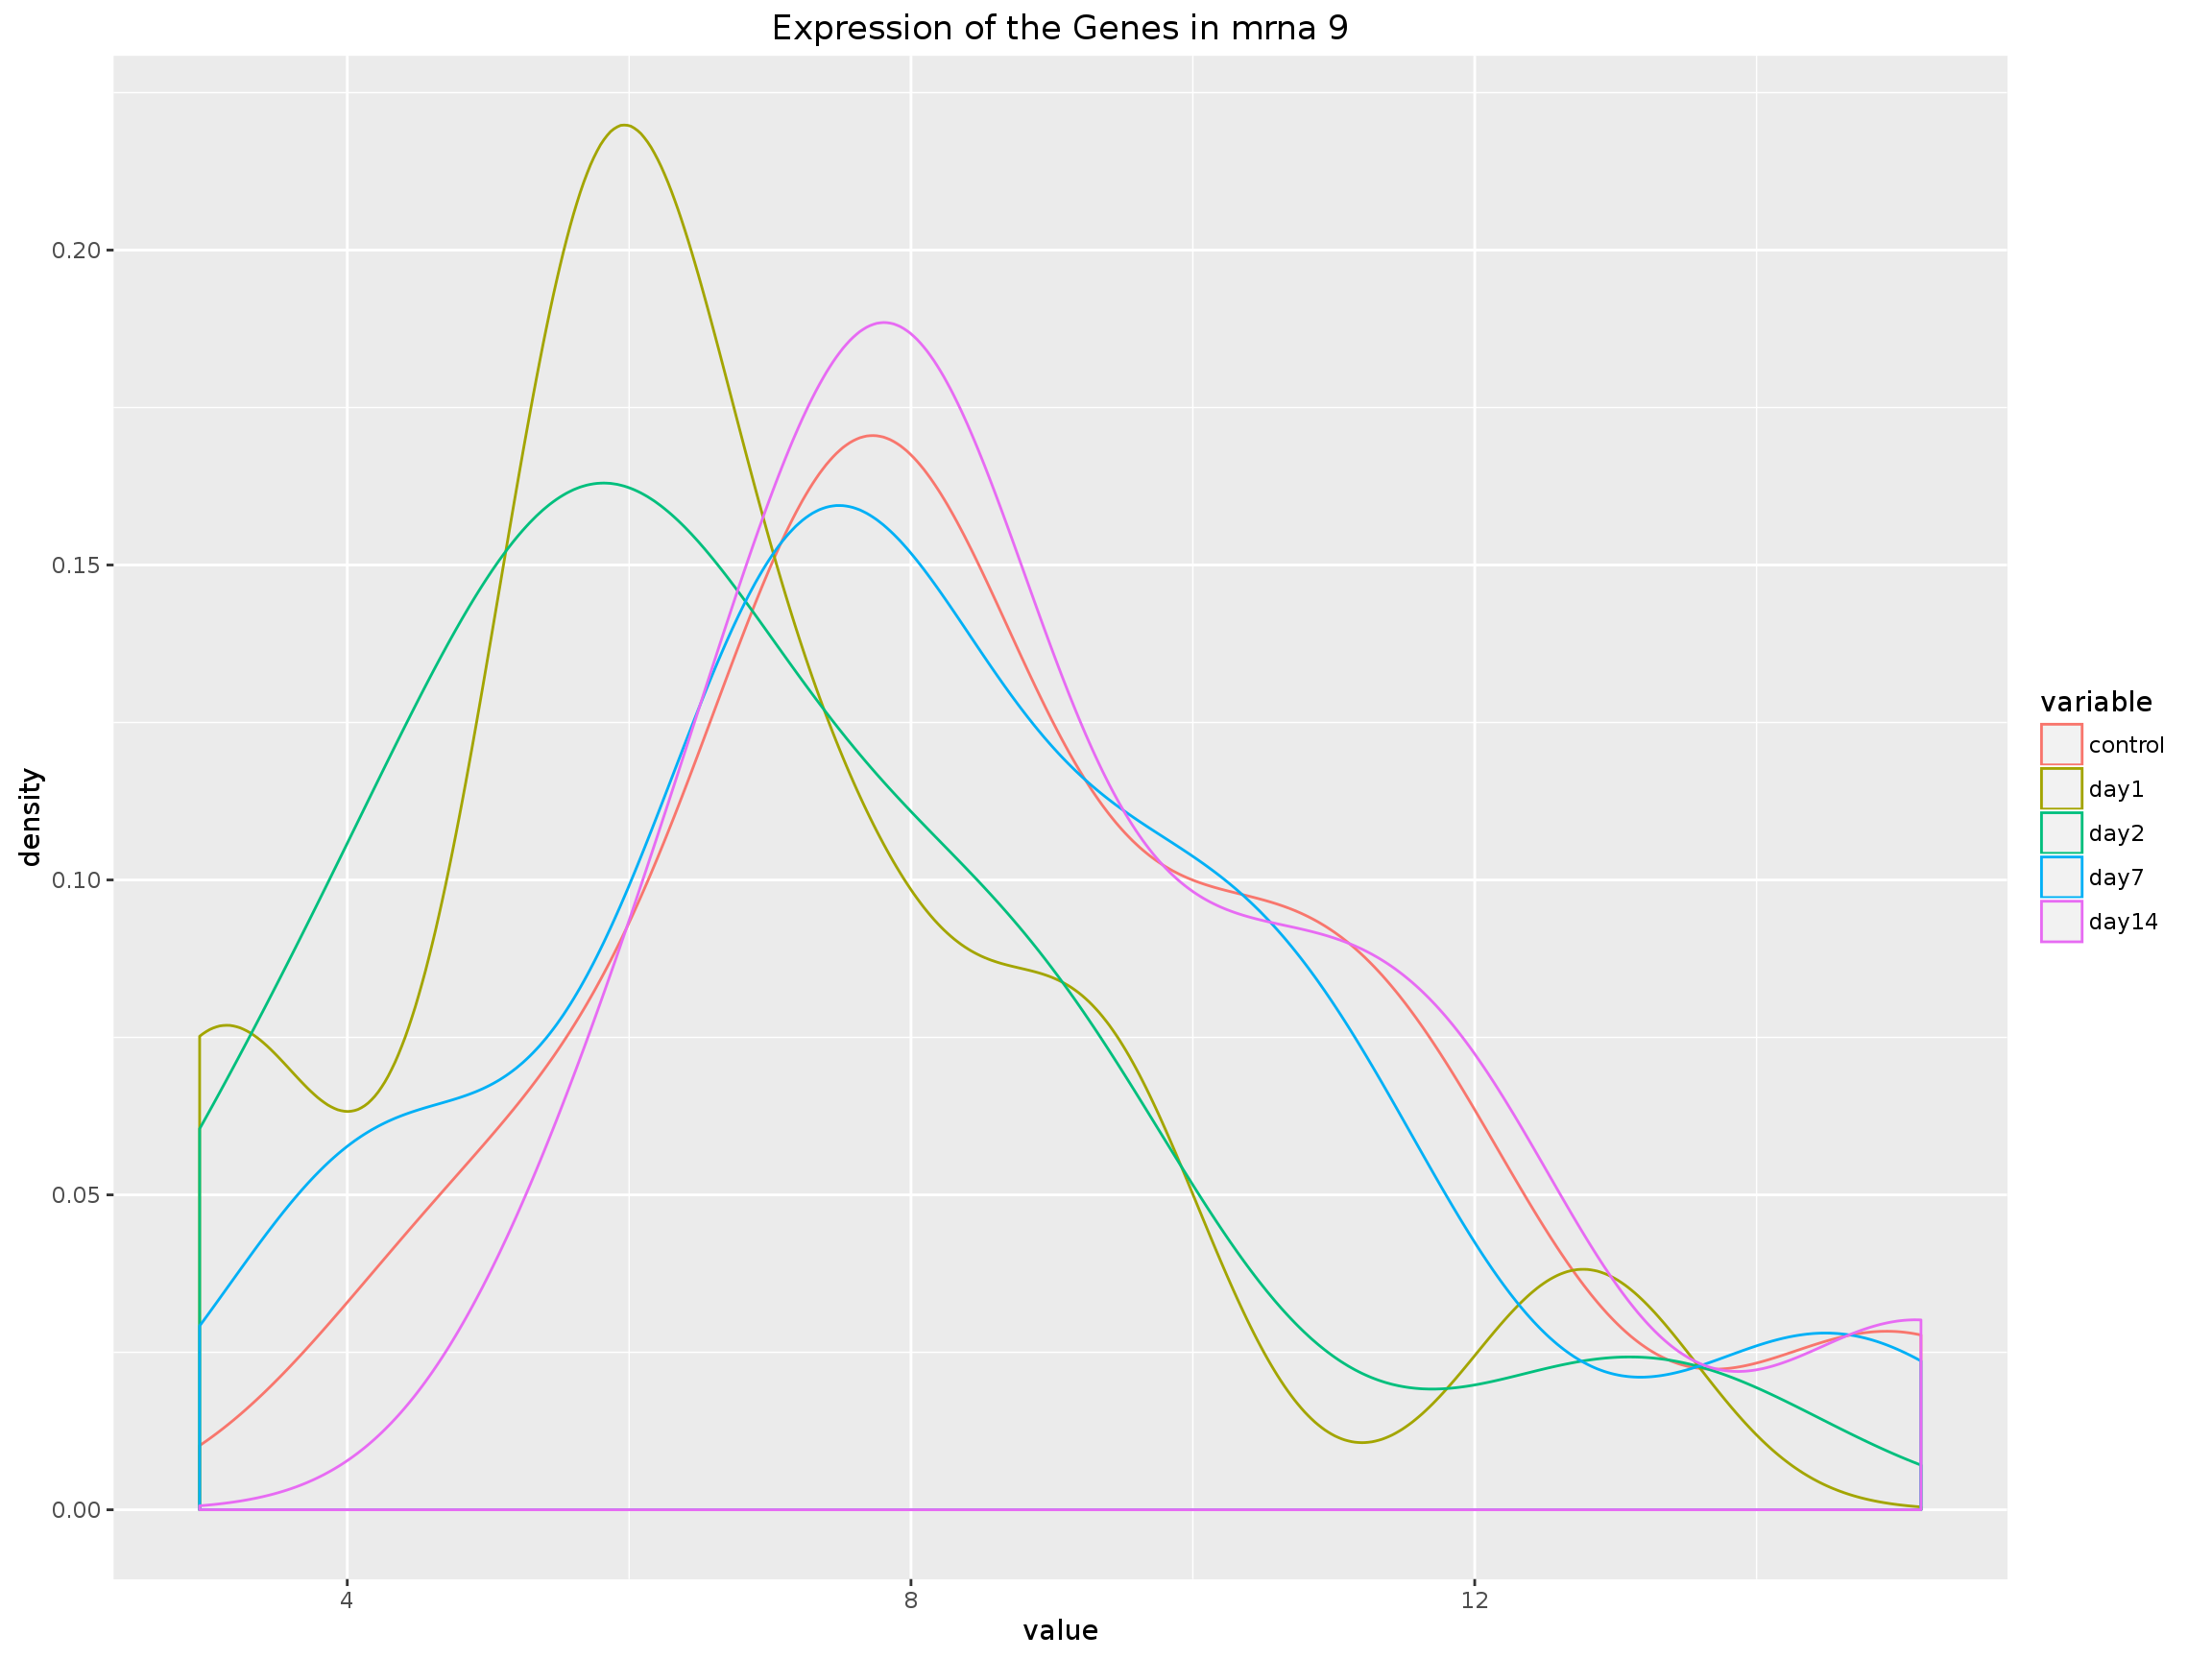 Expression of the Genes in mrna 9
density
0.20
0.15
0.10
0.05
0.00
4 8 12
value
variable
control
day1
day2
day7
day14